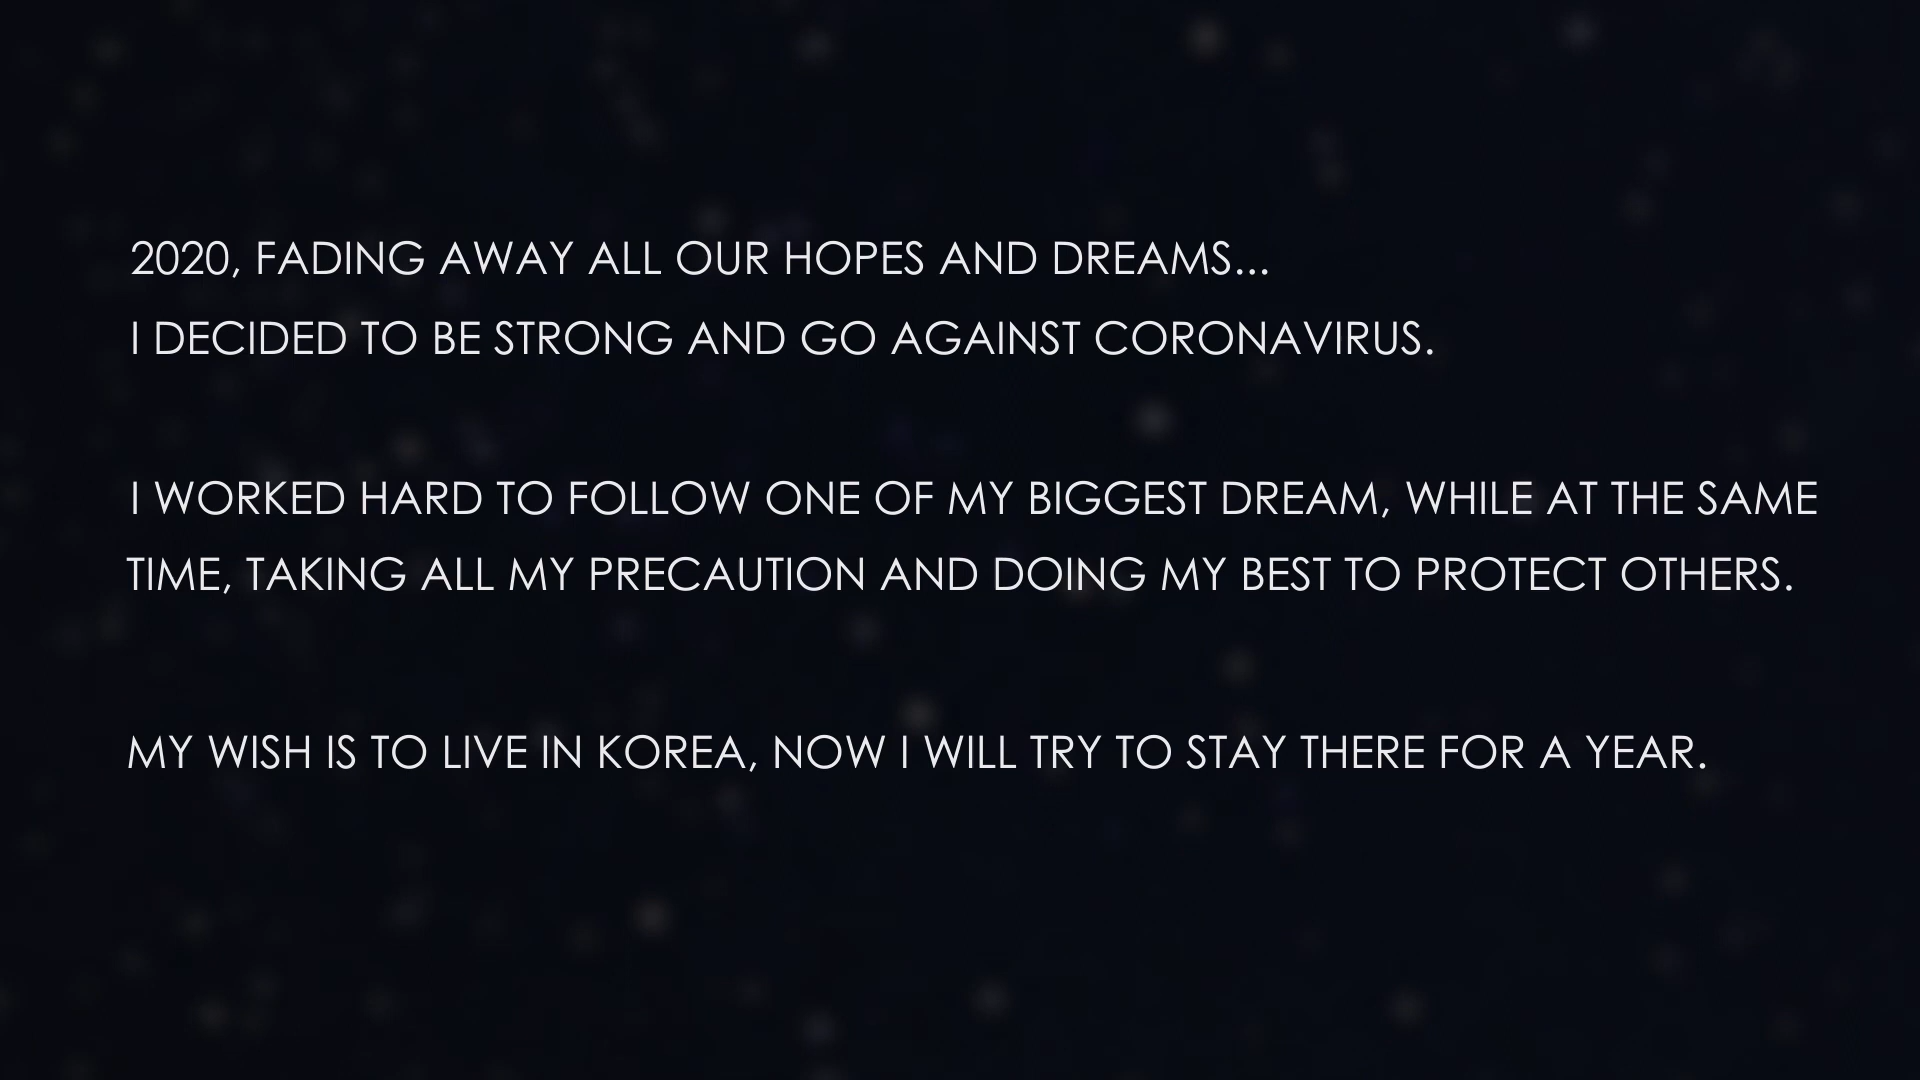 2020, FADING AWAY ALL OUR HOPES AND DREAMS...
I DECIDED TO BE STRONG AND GO AGAINST CORONAVIRUS.
I WORKED HARD TO FOLLOW ONE OF MY BIGGEST DREAM, WHILE AT THE SAME
TIME, TAKING ALL MY PRECAUTION AND DOING MY BEST TO PROTECT OTHERS.
MY WISH IS TO LIVE IN KOREA, NOW I WILL TRY TO STAY THERE FOR A YEAR.